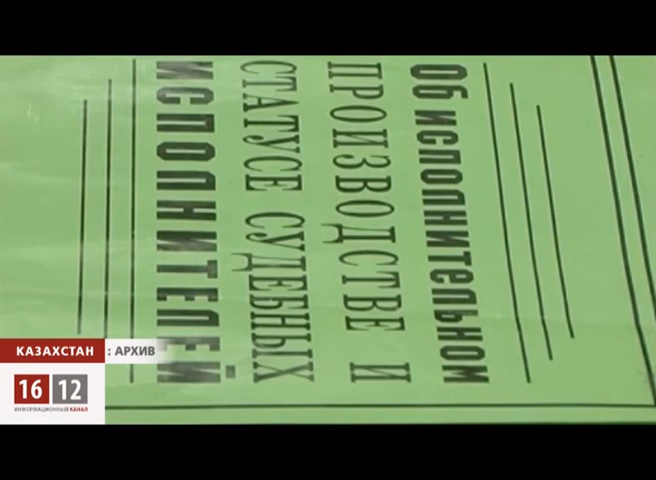 ОБ ИСПОЛНИТЕЛЬНОМ
ПРОИЗВОДСТВЕ И
СТАТУСЕ СУДЕБНЫХ
ИСПОЛНИТЕЛЕЙ
КАЗАХСТАН : АРХИВ
16 12
ИНФОРМАЦИОННЫЙ КАНАЛ